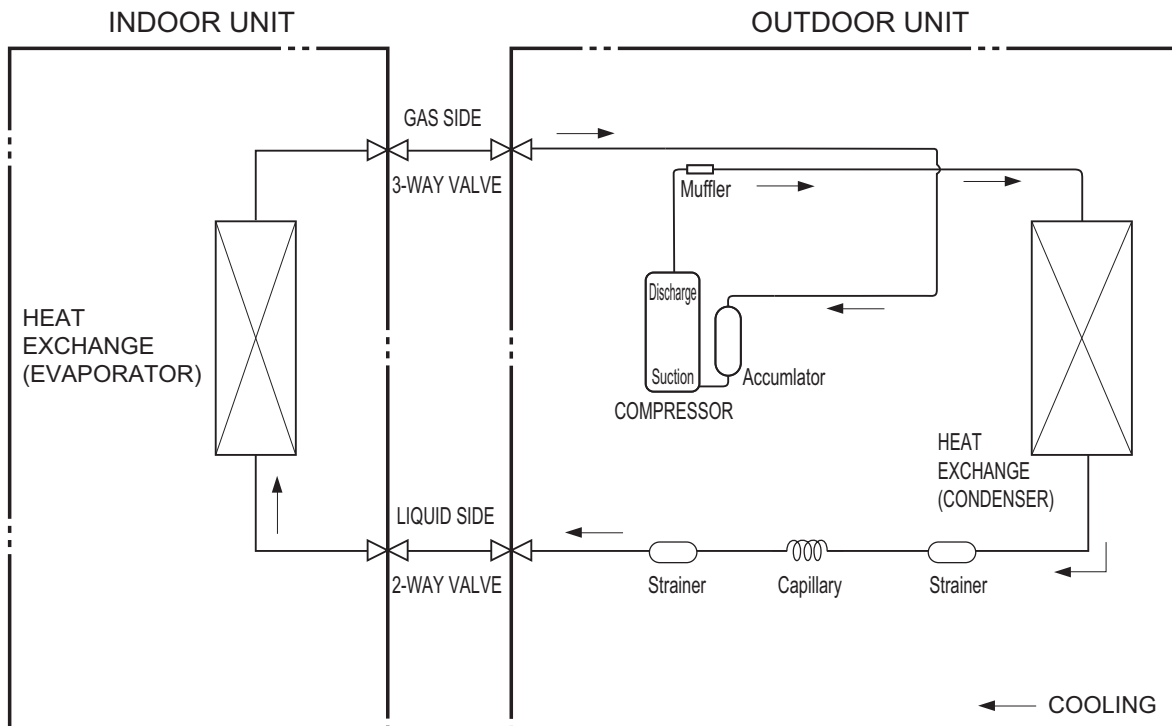 INDOOR UNIT
OUTDOOR UNIT
GAS SIDE
3-WAY VALVE
Muffler
HEAT
EXCHANGE
(EVAPORATOR)
Discharge
Suction
Accumlator
COMPRESSOR
HEAT
EXCHANGE
(CONDENSER)
LIQUID SIDE
2-WAY VALVE
Strainer
Capillary
Strainer
COOLING